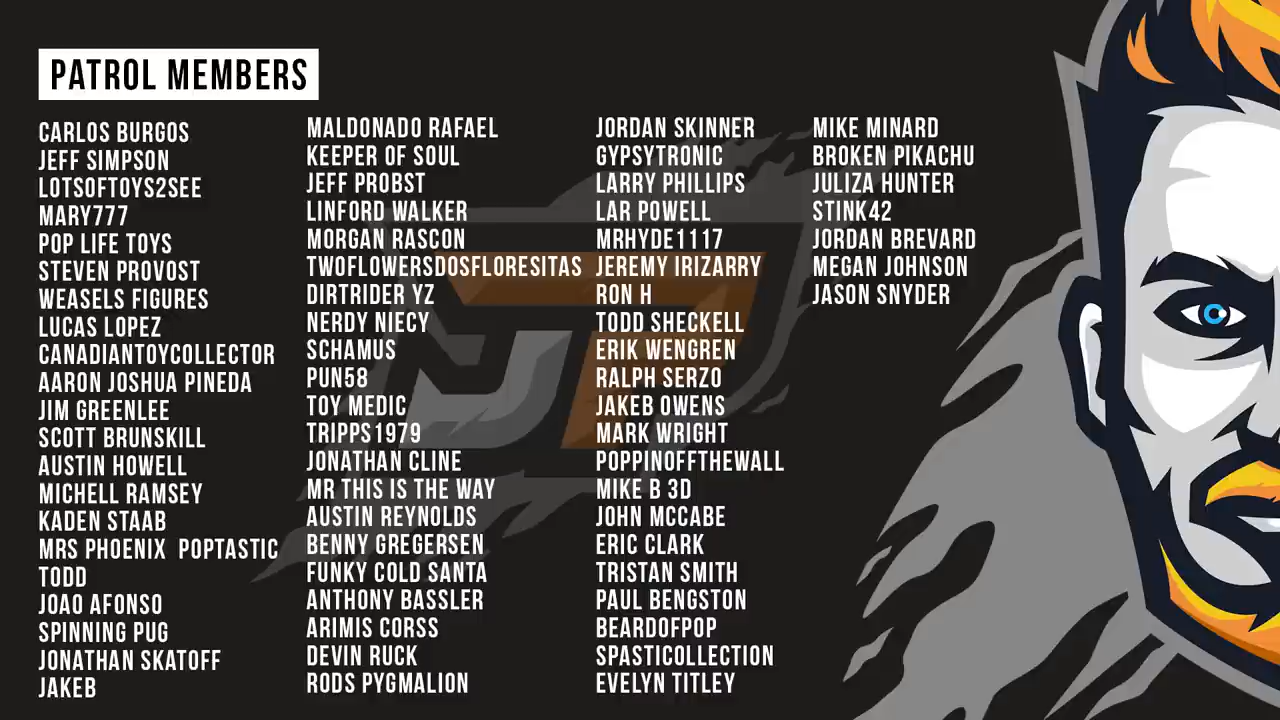 PATROL MEMBERS
CARLOS BURGOS
JEFF SIMPSON
LOTSOFTOYS2SEE
MARY777
POP LIFE TOYS
STEVEN PROVOST
WEASELS FIGURES
LUCAS LOPEZ
CANADIANTOYCOLLECTOR
AARON JOSHUA PINEDA
JIM GREENLEE
SCOTT BRUNSKILL
AUSTIN HOWELL
MICHELL RAMSEY
KADEN STAAB
MRS PHOENIX  POPTASTIC
TODD
JOAO AFONSO
SPINNING PUG
JONATHAN SKATOFF
JAKEB
MALDONADO RAFAEL
KEEPER OF SOUL
JEFF PROBST
LINFORD WALKER
MORGAN RASCON
TWOFLOWERSDOSFLORESITAS
DIRTRIDER YZ
NERDY NIECY
SCHAMUS
PUN58
TOY MEDIC
TRIPPS1979
JONATHAN CLINE
MR THIS IS THE WAY
AUSTIN REYNOLDS
BENNY GREGERSEN
FUNKY COLD SANTA
ANTHONY BASSLER
ARIMIS CORSS
DEVIN RUCK
RODS PYGMALION
JORDAN SKINNER
GYPSYTRONIC
LARRY PHILLIPS
LAR POWELL
MRHYDE1117
JEREMY IRIZARRY
RON H
TODD SHECKELL
ERIK WENGREN
RALPH SERZO
JAKEB OWENS
MARK WRIGHT
POPPINOFFTHEWALL
MIKE B 3D
JOHN MCCABE
ERIC CLARK
TRISTAN SMITH
PAUL BENGSTON
BEARDOFPOP
SPASTICOLLECTION
EVELYN TITLEY
MIKE MINARD
BROKEN PIKACHU
JULIZA HUNTER
STINK42
JORDAN BREVARD
MEGAN JOHNSON
JASON SNYDER